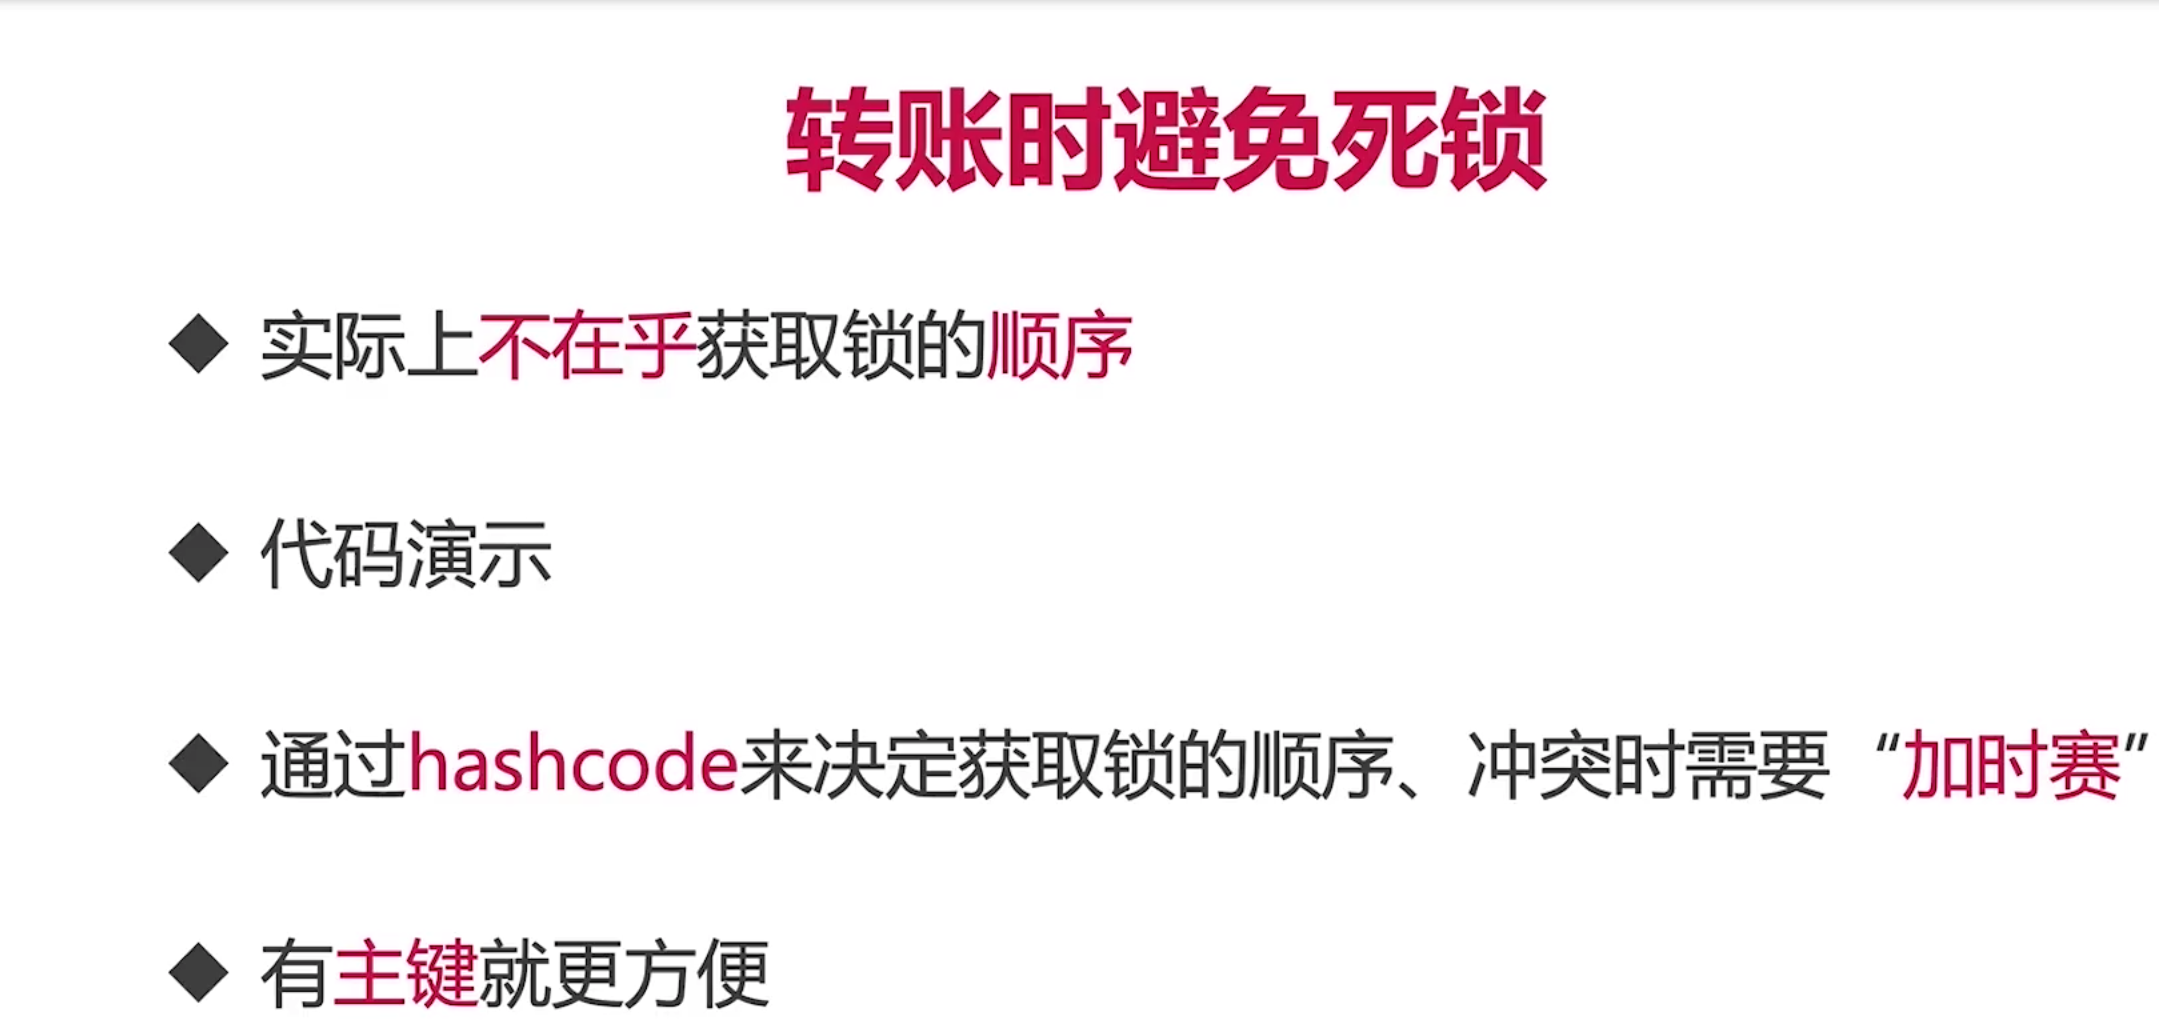 转账时避免死锁
◆ 实际上不在乎获取锁的顺序
◆ 代码演示
◆ 通过hashcode来决定获取锁的顺序、冲突时需要“加时赛”
◆ 有主键就更方便